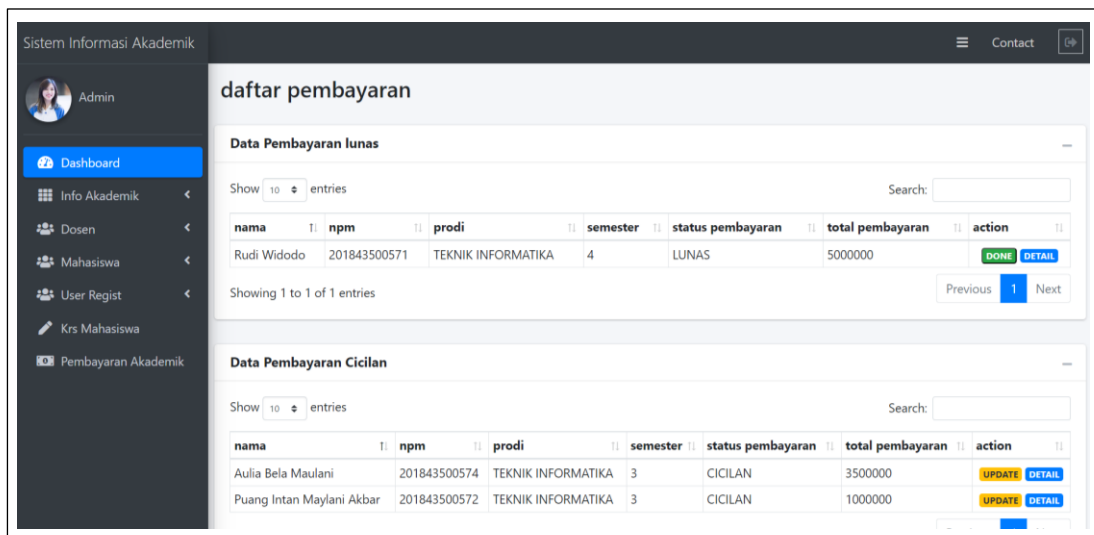 Sistem Informasi Akademik
Contact
Admin
Dashboard
Info Akademik
Dosen
Mahasiswa
User Regist
Krs Mahasiswa
Pembayaran Akademik
daftar pembayaran
Data Pembayaran lunas
Show 10 entries Search:
nama npm prodi semester status pembayaran total pembayaran action
Rudi Widodo 201843500571 TEKNIK INFORMATIKA 4 LUNAS 5000000 DONE DETAIL
Showing 1 to 1 of 1 entries Previous 1 Next
Data Pembayaran Cicilan
Show 10 entries Search:
nama npm prodi semester status pembayaran total pembayaran action
Aulia Bela Maulani 201843500574 TEKNIK INFORMATIKA 3 CICILAN 3500000 UPDATE DETAIL
Puang Intan Maylani Akbar 201843500572 TEKNIK INFORMATIKA 3 CICILAN 1000000 UPDATE DETAIL